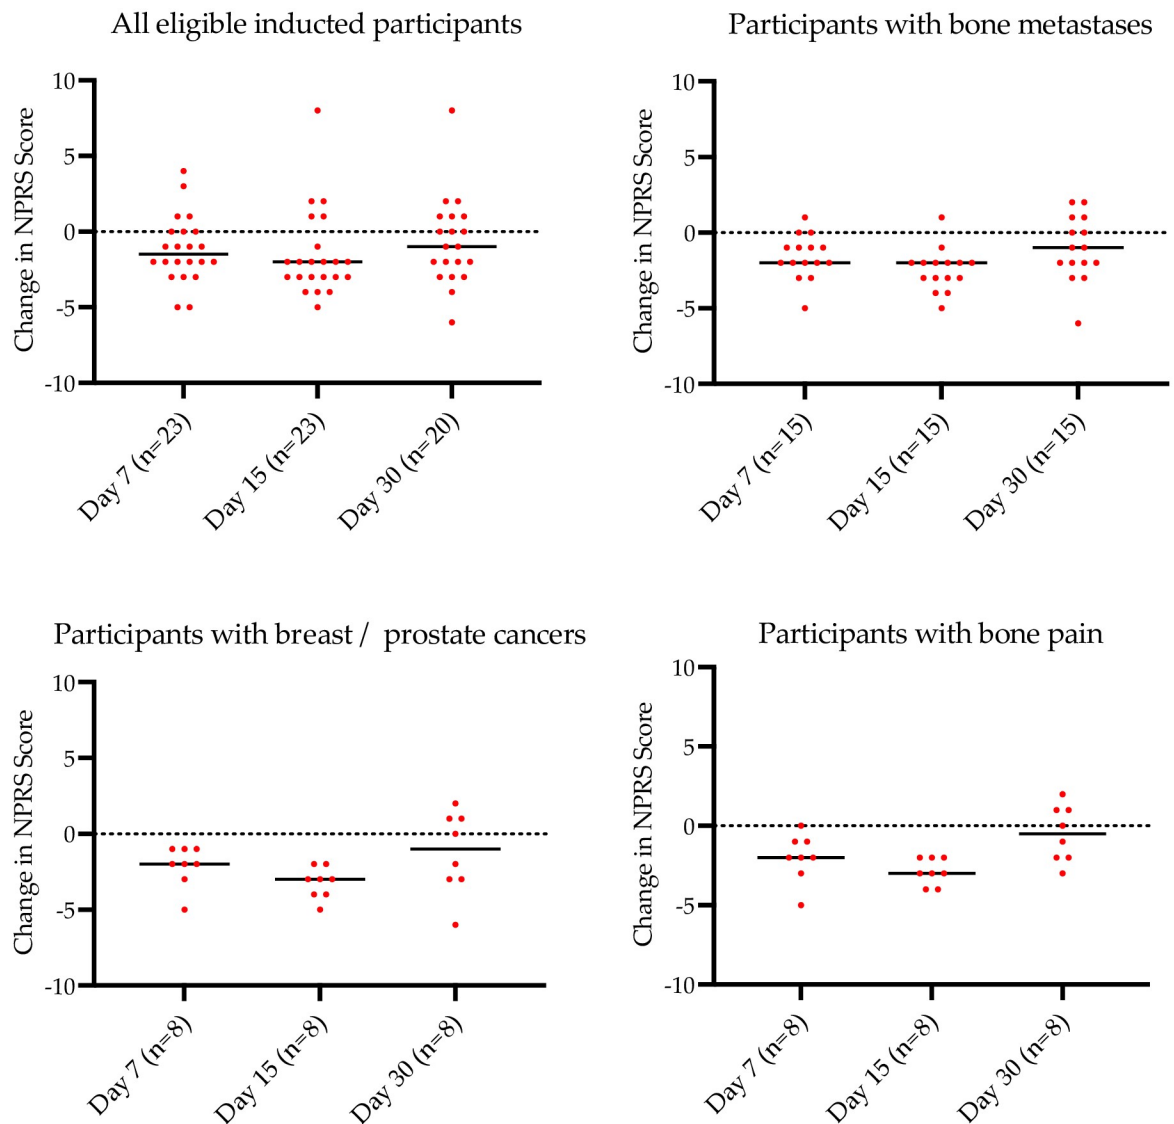 All eligible inducted participants
Change in NPRS Score
10
5
0
-5
-10
Day 7 (n=23)
Day 15 (n=23)
Day 30 (n=20)
Participants with bone metastases
Change in NPRS Score
10
5
0
-5
-10
Day 7 (n=15)
Day 15 (n=15)
Day 30 (n=15)
Participants with breast / prostate cancers
Change in NPRS Score
10
5
0
-5
-10
Day 7 (n=8)
Day 15 (n=8)
Day 30 (n=8)
Participants with bone pain
Change in NPRS Score
10
5
0
-5
-10
Day 7 (n=8)
Day 15 (n=8)
Day 30 (n=8)